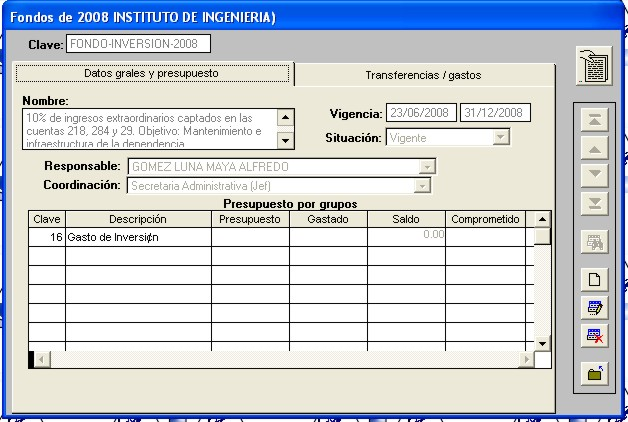 Fondos de 2008 INSTITUTO DE INGENIERIA)
Clave: FONDO-INVERSION-2008
Datos grales y presupuesto Transferencias / gastos
Nombre:
10% de ingresos extraordinarios captados en las
cuentas 218, 284 y 29. Objetivo: Mantenimiento e
infraestructura de la dependencia
Vigencia: 23/06/2008 31/12/2008
Situación: Vigente
Responsable: GOMEZ LUNA MAYA ALFREDO
Coordinación: Secretaria Administrativa (Jef)
Presupuesto por grupos
Clave Descripción Presupuesto Gastado Saldo Comprometido
16 Gasto de Inversi¢n 0.00